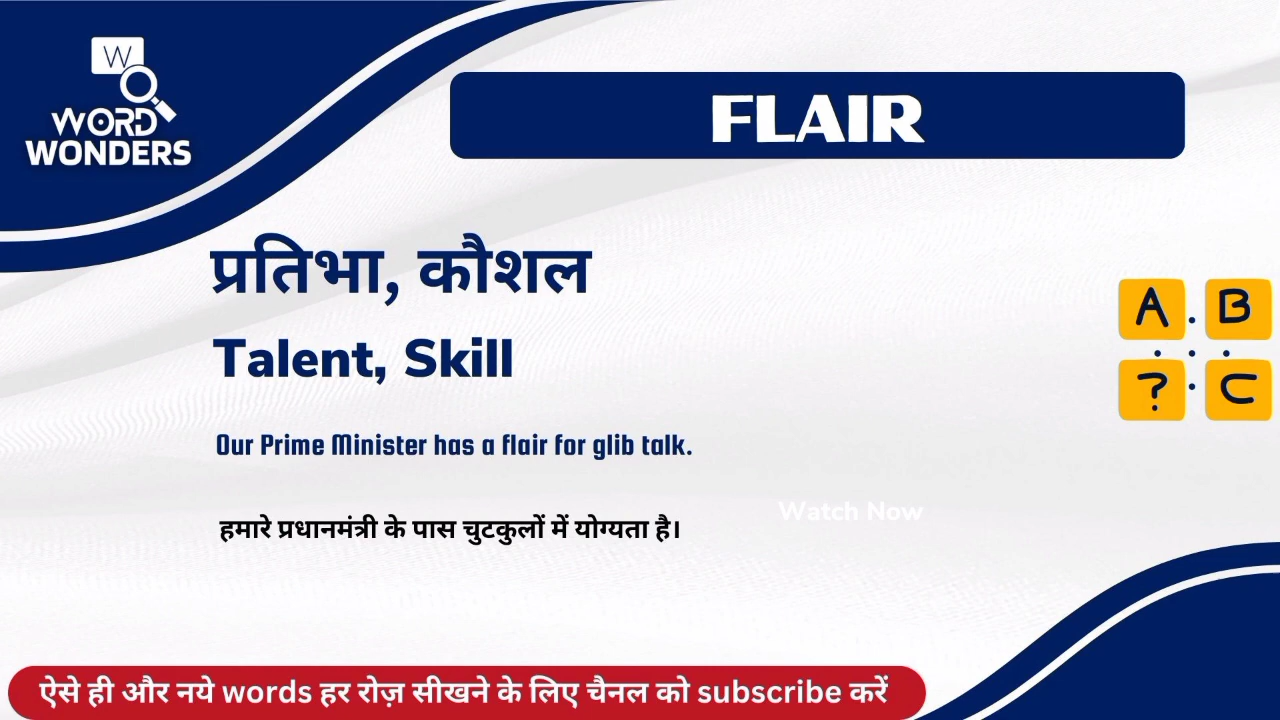 W
WORD
WONDERS
FLAIR
प्रतिभा, कौशल
Talent, Skill
A B
? C
Our Prime Minister has a flair for glib talk.
Watch Now
हमारे प्रधानमंत्री के पास चुटकुलों में योग्यता है।
ऐसे ही और नये words हर रोज़ सीखने के लिए चैनल को subscribe करें